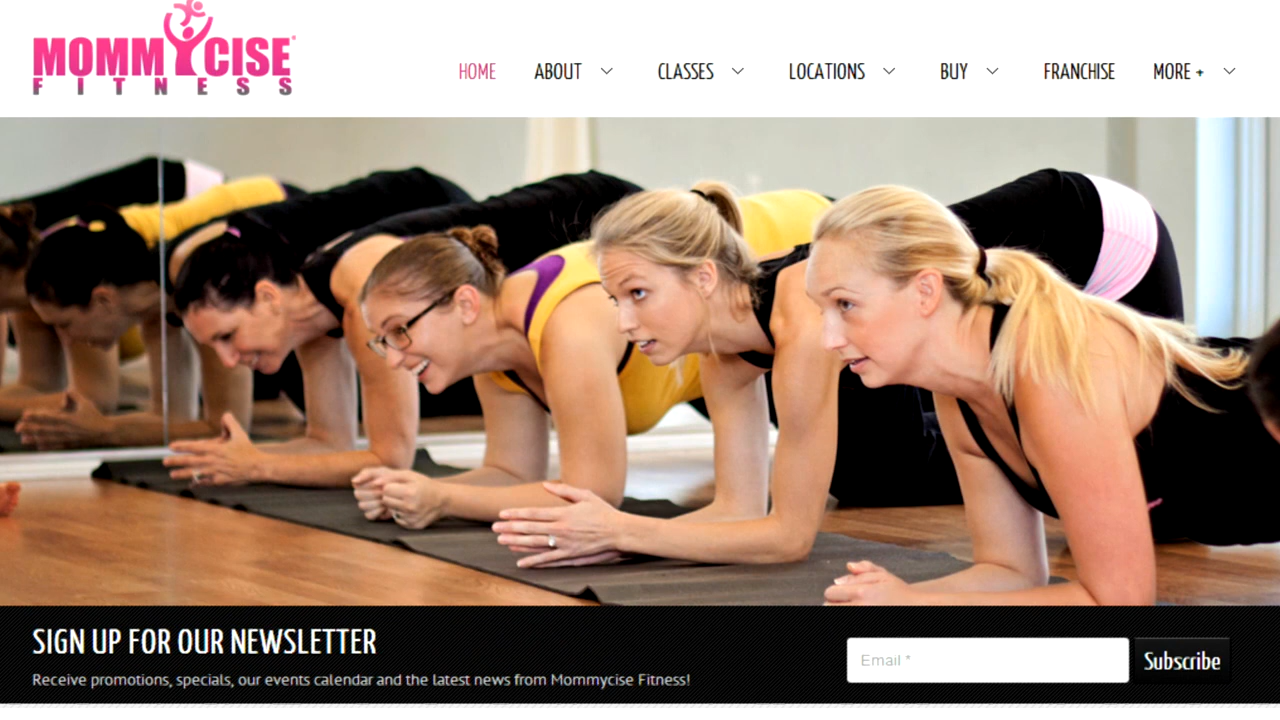 MOMMYCISE
FITNESS
HOME ABOUT CLASSES LOCATIONS BUY FRANCHISE MORE +
SIGN UP FOR OUR NEWSLETTER
Receive promotions, specials, our events calendar and the latest news from Mommycise Fitness!
Email *
Subscribe